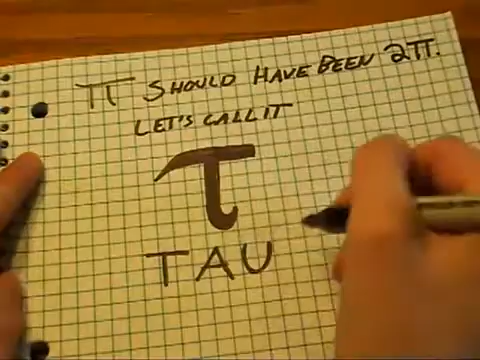 π SHOULD HAVE BEEN 2π.
LET'S CALL IT
τ
TAU